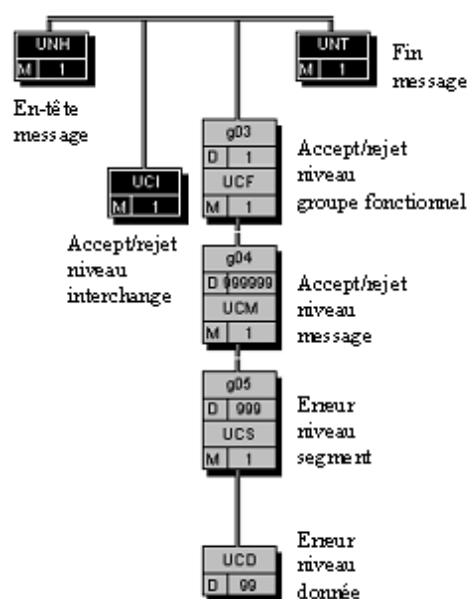 UNH
M 1
En-tête
message
UNT
M 1
Fin
message
UCI
M 1
Accept/rejet
niveau
interchange
g03
D 1
UCF
M 1
Accept/rejet
niveau
groupe fonctionnel
g04
D 999999
UCM
M 1
Accept/rejet
niveau
message
g05
D 999
UCS
M 1
Erreur
niveau
segment
UCD
D 99
Erreur
niveau
donnée